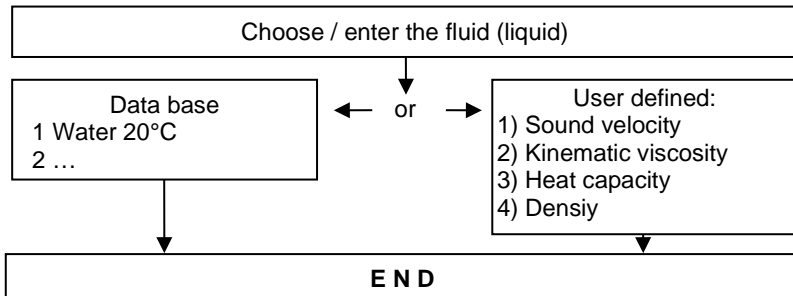 Choose / enter the fluid (liquid)
Data base
1 Water 20°C
2 …
or
User defined:
1) Sound velocity
2) Kinematic viscosity
3) Heat capacity
4) Densiy
E N D